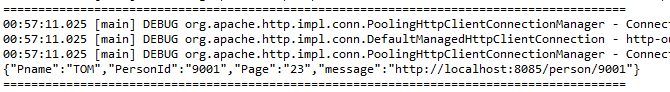 =====================================================================
00:57:11.025 [main] DEBUG org.apache.http.impl.conn.PoolingHttpClientConnectionManager - Connec
00:57:11.025 [main] DEBUG org.apache.http.impl.conn.DefaultManagedHttpClientConnection - http-ou
00:57:11.025 [main] DEBUG org.apache.http.impl.conn.PoolingHttpClientConnectionManager - Connec
{"Pname":"TOM","PersonId":"9001","Page":"23","message":"http://localhost:8085/person/9001"}
=====================================================================